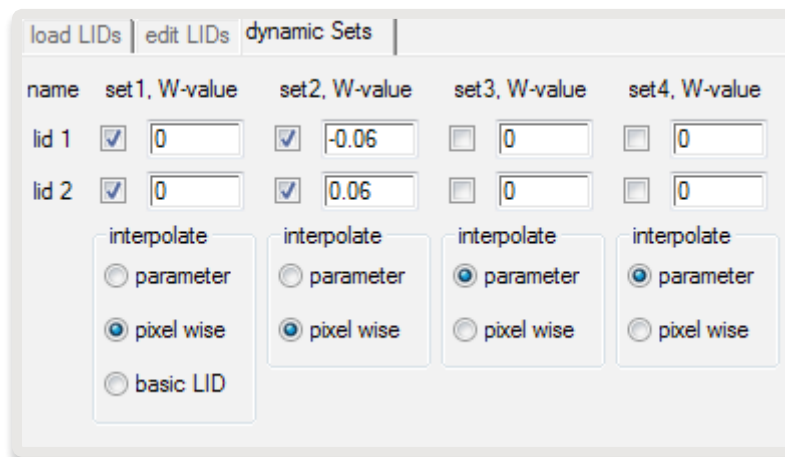 load LIDs edit LIDs dynamic Sets
name set1, W-value set2, W-value set3, W-value set4, W-value
lid 1 0 -0.06 0 0
lid 2 0 0.06 0 0
interpolate interpolate interpolate interpolate
parameter parameter parameter parameter
pixel wise pixel wise pixel wise pixel wise
basic LID